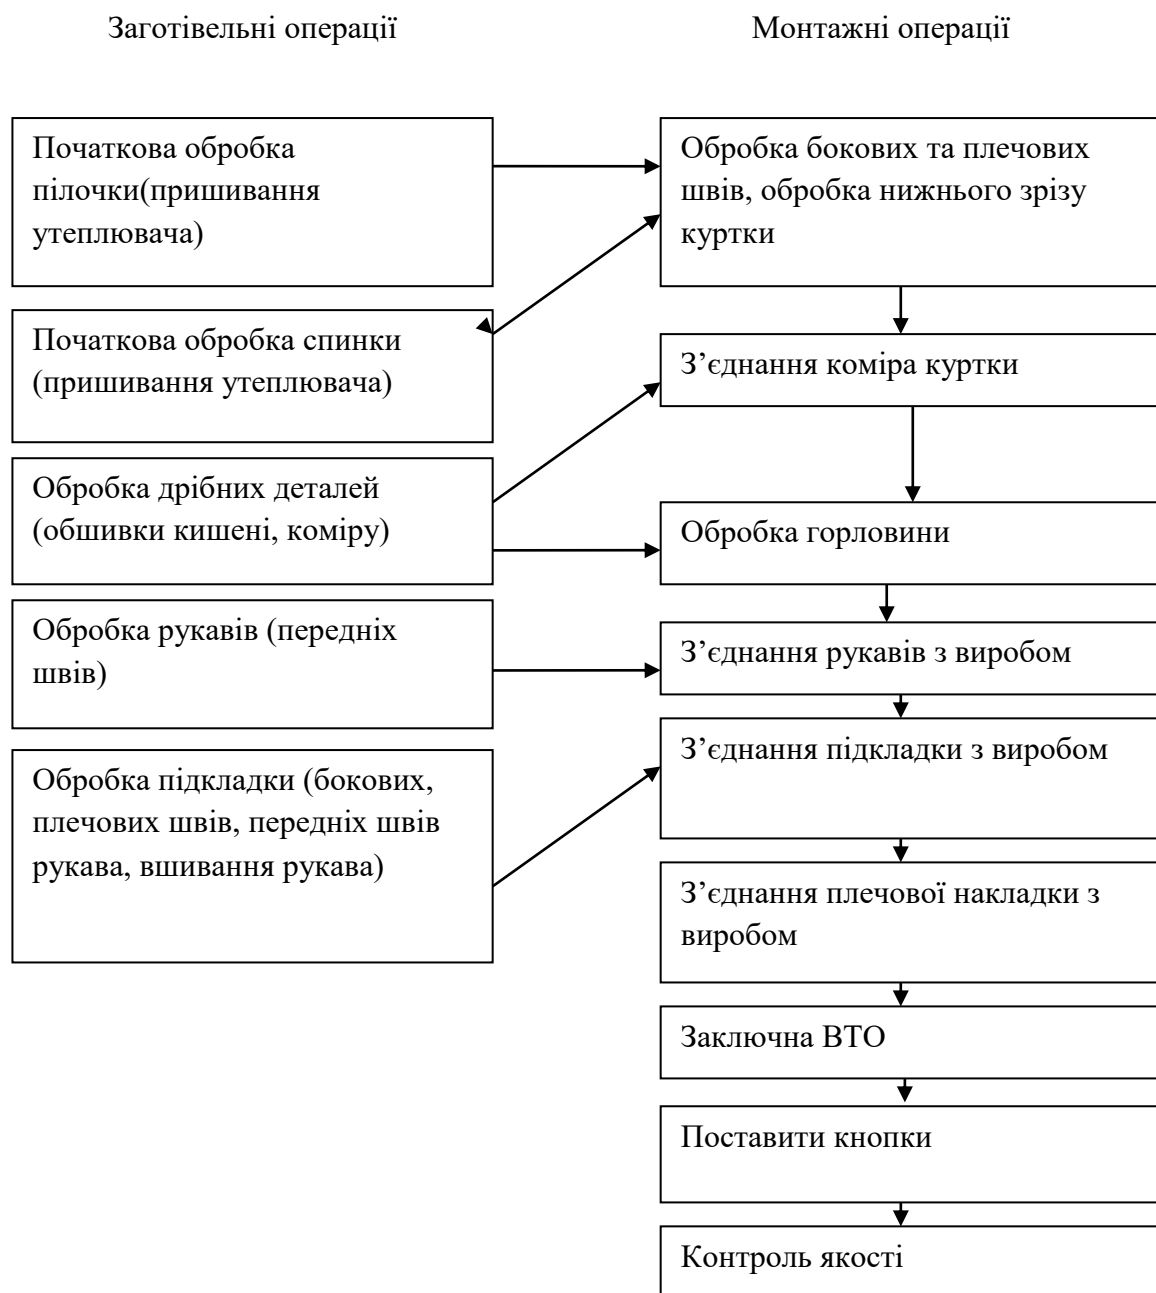 Заготівельні операції
Монтажні операції
Початкова обробка
пілочки(пришивання
утеплювача)
Обробка бокових та плечових
швів, обробка нижнього зрізу
куртки
Початкова обробка спинки
(пришивання утеплювача)
З’єднання коміра куртки
Обробка дрібних деталей
(обшивки кишені, коміру)
Обробка горловини
Обробка рукавів (передніх
швів)
З’єднання рукавів з виробом
Обробка підкладки (бокових,
плечових швів, передніх швів
рукава, вшивання рукава)
З’єднання підкладки з виробом
З’єднання плечової накладки з
виробом
Заключна ВТО
Поставити кнопки
Контроль якості